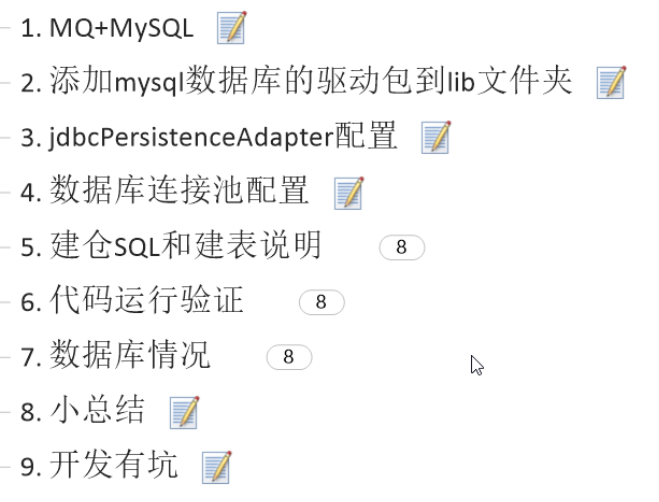 1. MQ+MySQL
2. 添加mysql数据库的驱动包到lib文件夹
3. jdbcPersistenceAdapter配置
4. 数据库连接池配置
5. 建仓SQL和建表说明 8
6. 代码运行验证 8
7. 数据库情况 8
8. 小总结
9. 开发有坑